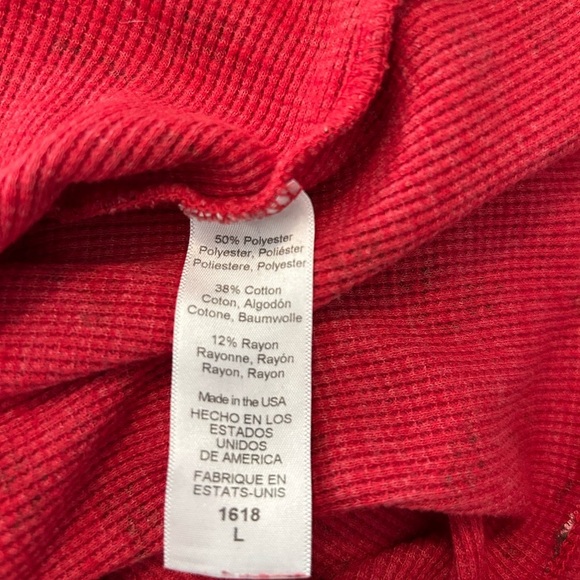 50% Polyester
Polyester, Poliéster
Poliestere, Polyester
38% Cotton
Coton, Algodón
Cotone, Baumwolle
12% Rayon
Rayonne, Rayón
Rayon, Rayon
Made in the USA
HECHO EN LOS
ESTADOS
UNIDOS
DE AMERICA
FABRIQUE EN
ESTATS-UNIS
1618
L